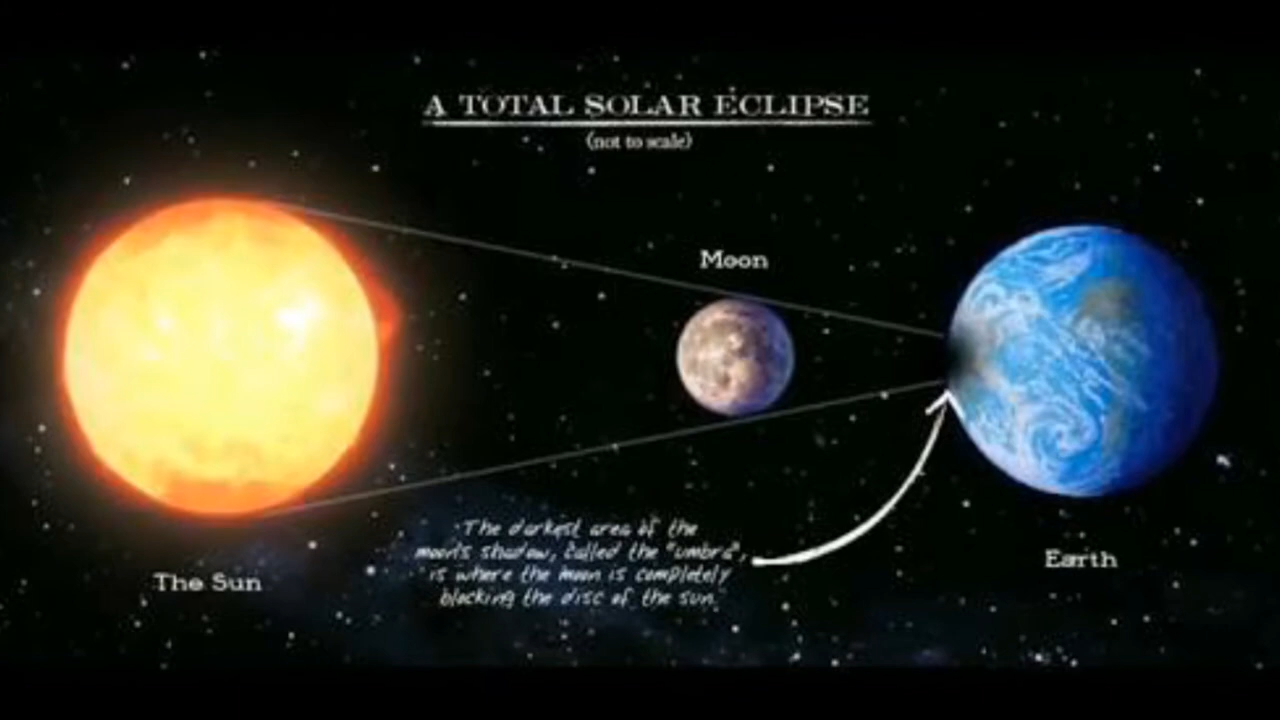 A TOTAL SOLAR ECLIPSE
(not to scale)
Moon
The darkest area of the
moon's shadow, called the "umbra",
is where the moon is completely
blocking the disc of the sun.
The Sun
Earth